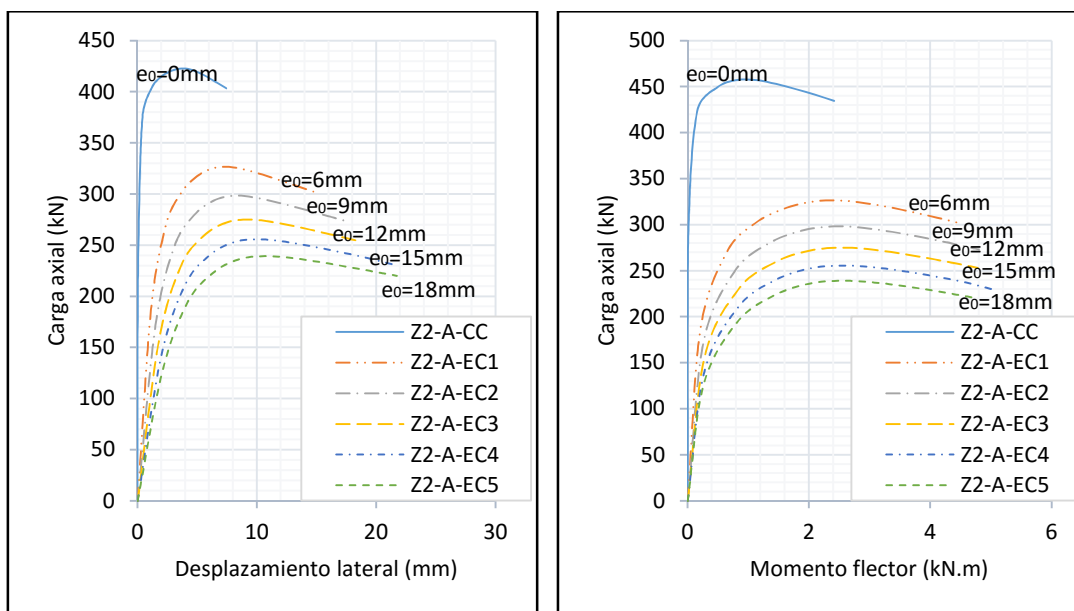 450
400
350
300
250
200
150
100
50
0
Carga axial (kN)
e₀=0mm
e₀=6mm
e₀=9mm
e₀=12mm
e₀=15mm
e₀=18mm
Z2-A-CC
Z2-A-EC1
Z2-A-EC2
Z2-A-EC3
Z2-A-EC4
Z2-A-EC5
0 10 20 30
Desplazamiento lateral (mm)
500
450
400
350
300
250
200
150
100
50
0
Carga axial (kN)
e₀=0mm
e₀=6mm
e₀=9mm
e₀=12mm
e₀=15mm
e₀=18mm
Z2-A-CC
Z2-A-EC1
Z2-A-EC2
Z2-A-EC3
Z2-A-EC4
Z2-A-EC5
0 2 4 6
Momento flector (kN.m)